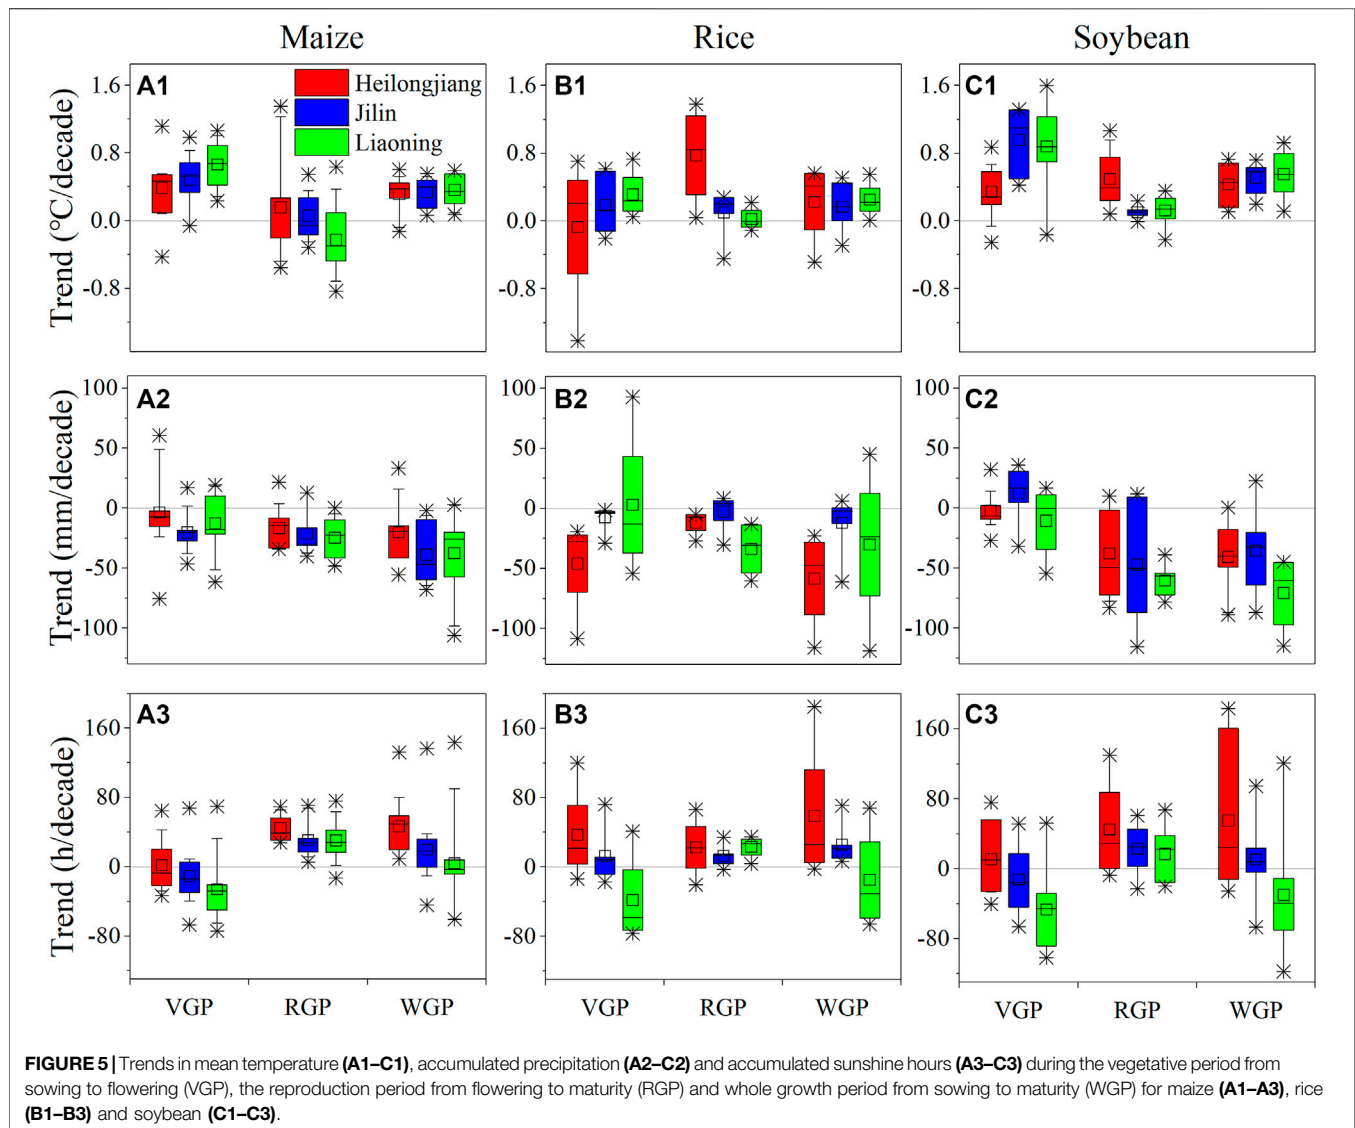 Maize Rice Soybean
A1 Heilongjiang
Jilin
Liaoning
B1
C1
Trend (℃/decade)
1.6
0.8
0.0
-0.8
1.6
0.8
0.0
-0.8
1.6
0.8
0.0
-0.8
A2
B2
C2
Trend (mm/decade)
100
50
0
-50
-100
100
50
0
-50
-100
100
50
0
-50
-100
A3
B3
C3
Trend (h/decade)
160
80
0
-80
160
80
0
-80
160
80
0
-80
VGP RGP WGP VGP RGP WGP VGP RGP WGP
FIGURE 5 | Trends in mean temperature (A1–C1), accumulated precipitation (A2–C2) and accumulated sunshine hours (A3–C3) during the vegetative period from
sowing to flowering (VGP), the reproduction period from flowering to maturity (RGP) and whole growth period from sowing to maturity (WGP) for maize (A1–A3), rice
(B1–B3) and soybean (C1–C3).